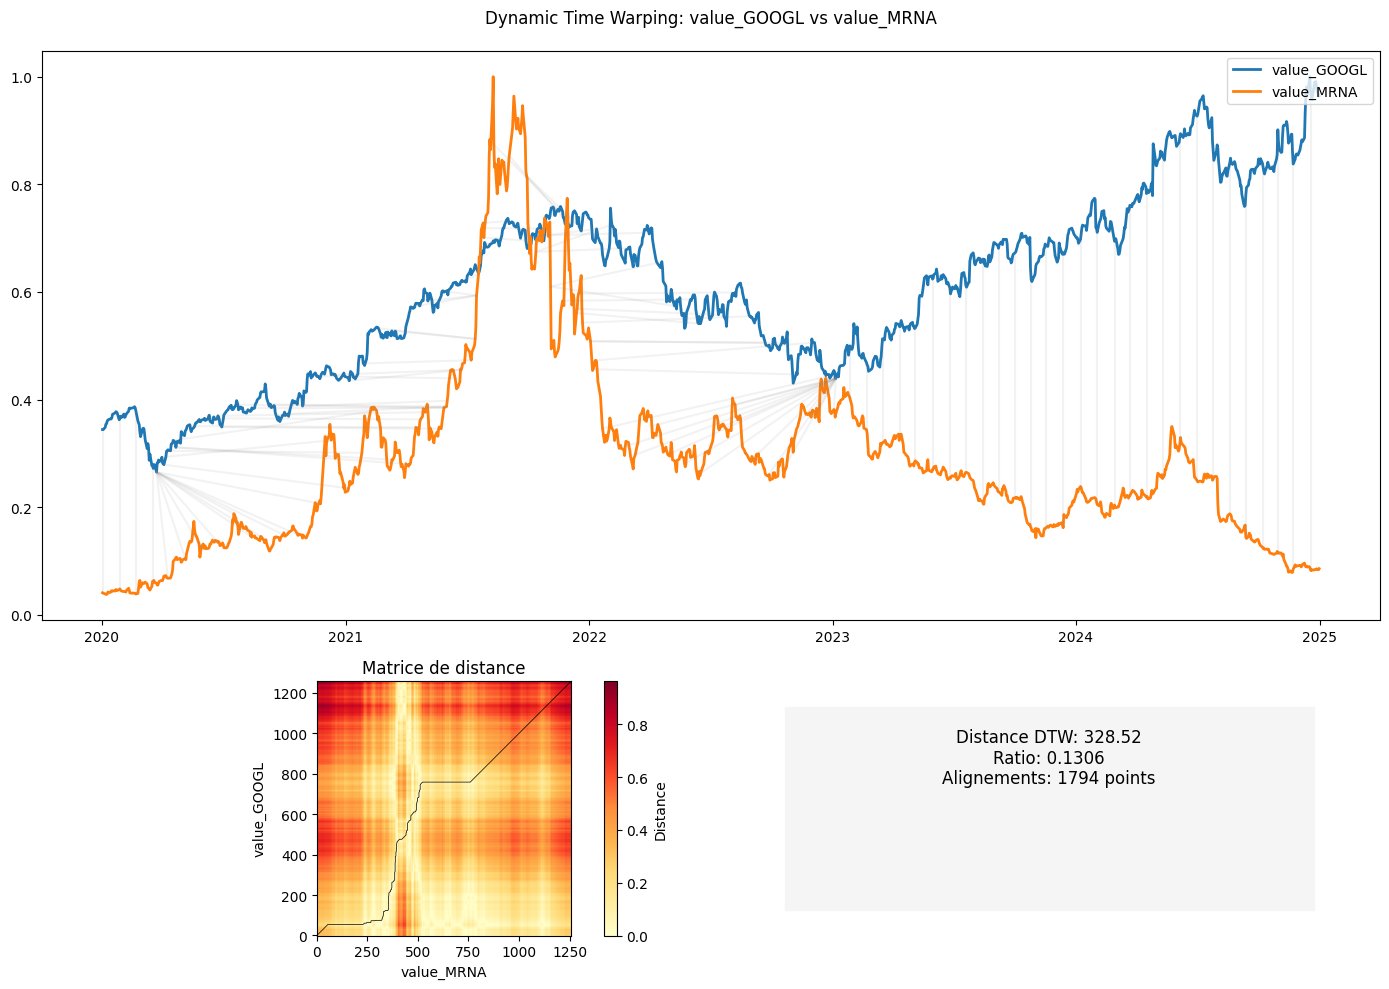 Dynamic Time Warping: value_GOOGL vs value_MRNA
value_GOOGL
value_MRNA
1.0
0.8
0.6
0.4
0.2
0.0
2020 2021 2022 2023 2024 2025
Matrice de distance
1200
1000
800
600
400
200
0
value_GOOGL
0 250 500 750 1000 1250
value_MRNA
0.8
0.6
0.4
0.2
0.0
Distance
Distance DTW: 328.52
Ratio: 0.1306
Alignements: 1794 points